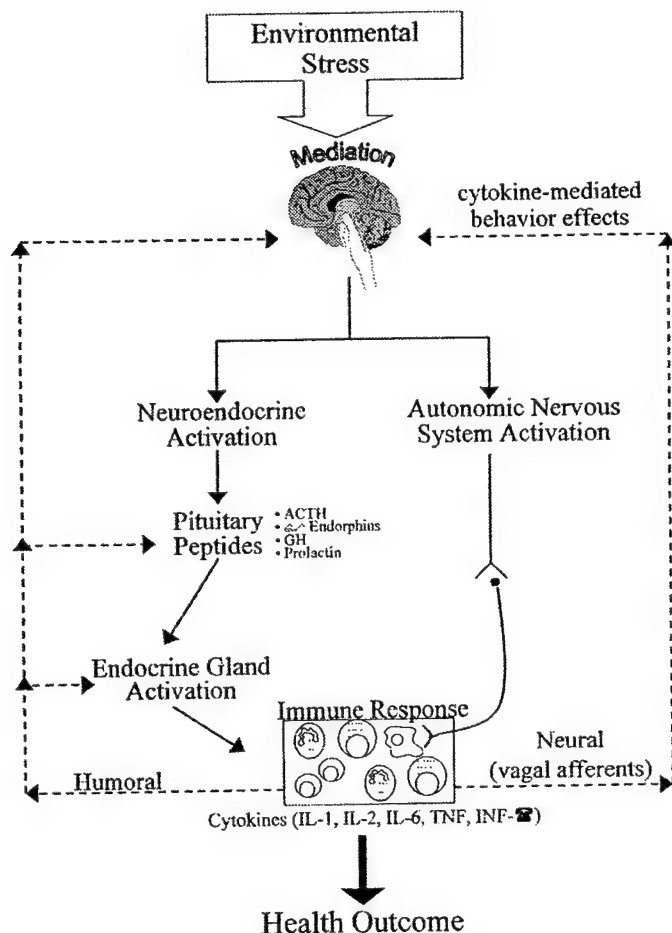 Environmental
Stress
Mediation
cytokine-mediated
behavior effects
Neuroendocrine
Activation
Autonomic Nervous
System Activation
Pituitary
Peptides
• ACTH
• Endorphins
• GH
• Prolactin
Endocrine Gland
Activation
Immune Response
Humoral
Neural
(vagal afferents)
Cytokines (IL-1, IL-2, IL-6, TNF, INF-☎)
Health Outcome